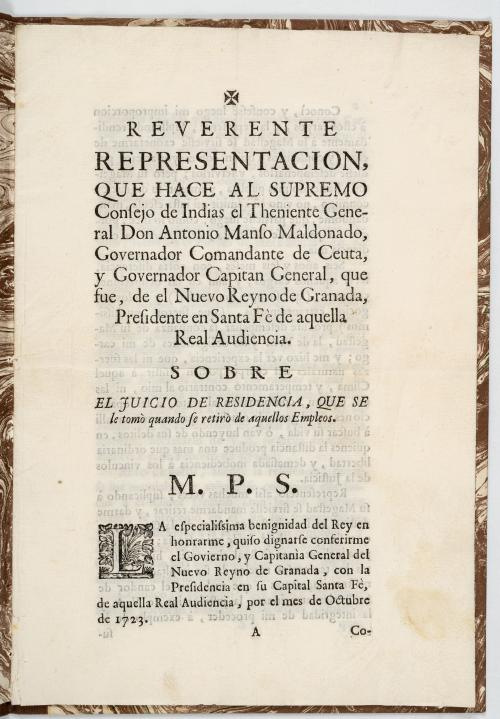 ✠
REVERENTE
REPRESENTACION,
QUE HACE AL SUPREMO
Conſejo de Indias el Theniente Gene-
ral Don Antonio Manſo Maldonado,
Governador Comandante de Ceuta,
y Governador Capitan General, que
fue, de el Nuevo Reyno de Granada,
Preſidente en Santa Fè de aquella
Real Audiencia.
SOBRE
EL JUICIO DE RESIDENCIA, QUE SE
le tomò quando ſe retirò de aquellos Empleos.
M. P. S.
LA eſpecialiſsima benignidad del Rey en
honrarme, quiſo dignarſe conferirme
el Govierno, y Capitanìa General del
Nuevo Reyno de Granada, con la
Preſidencia en ſu Capital Santa Fè,
de aquella Real Audiencia, por el mes de Octubre
de 1723.
A Co-